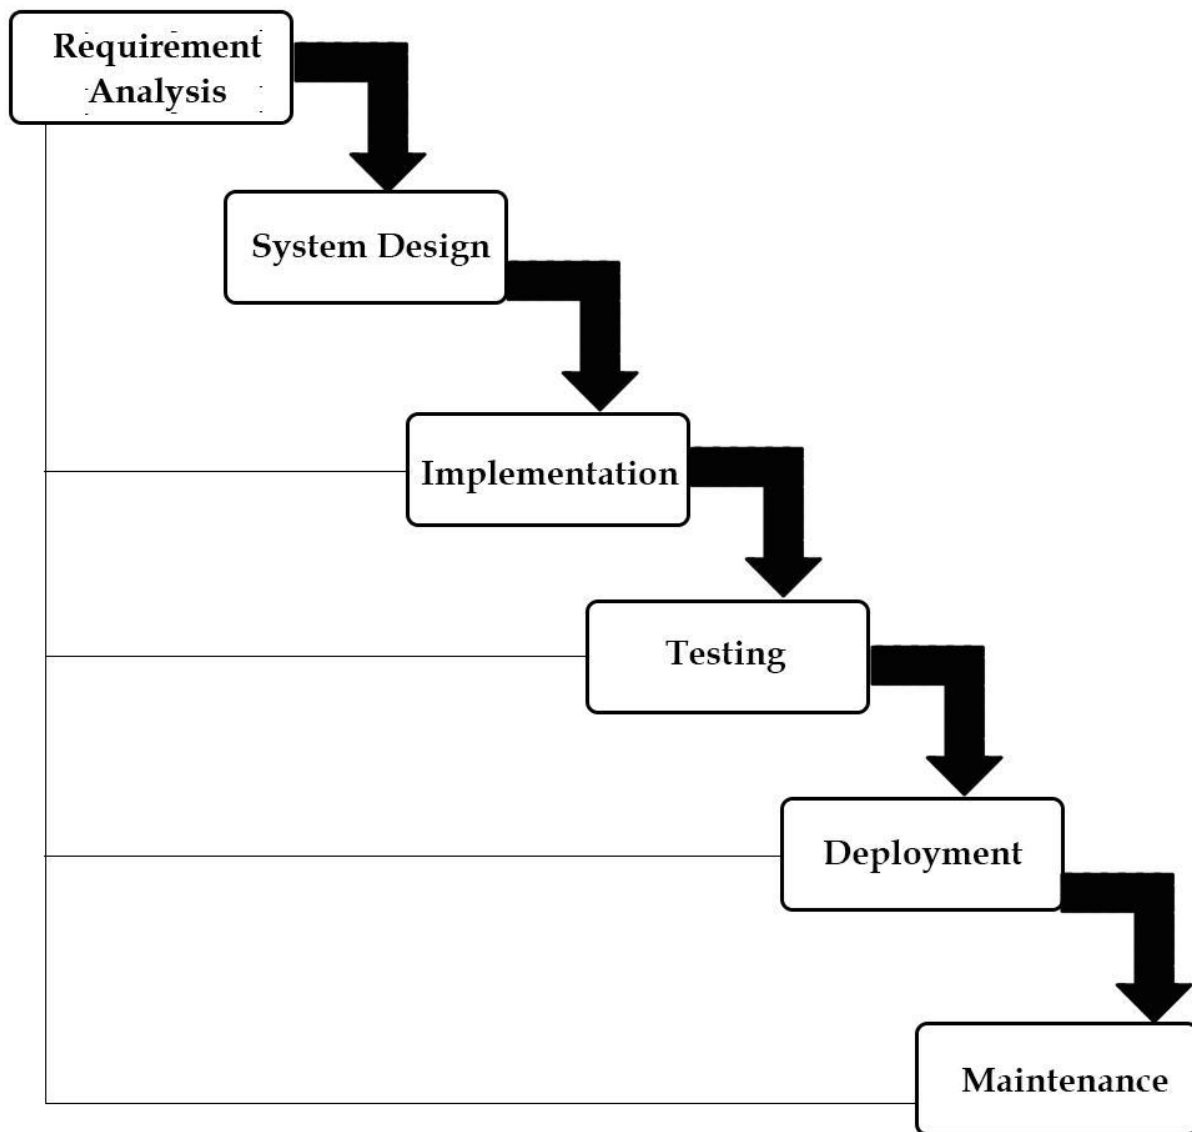 Requirement
Analysis
System Design
Implementation
Testing
Deployment
Maintenance